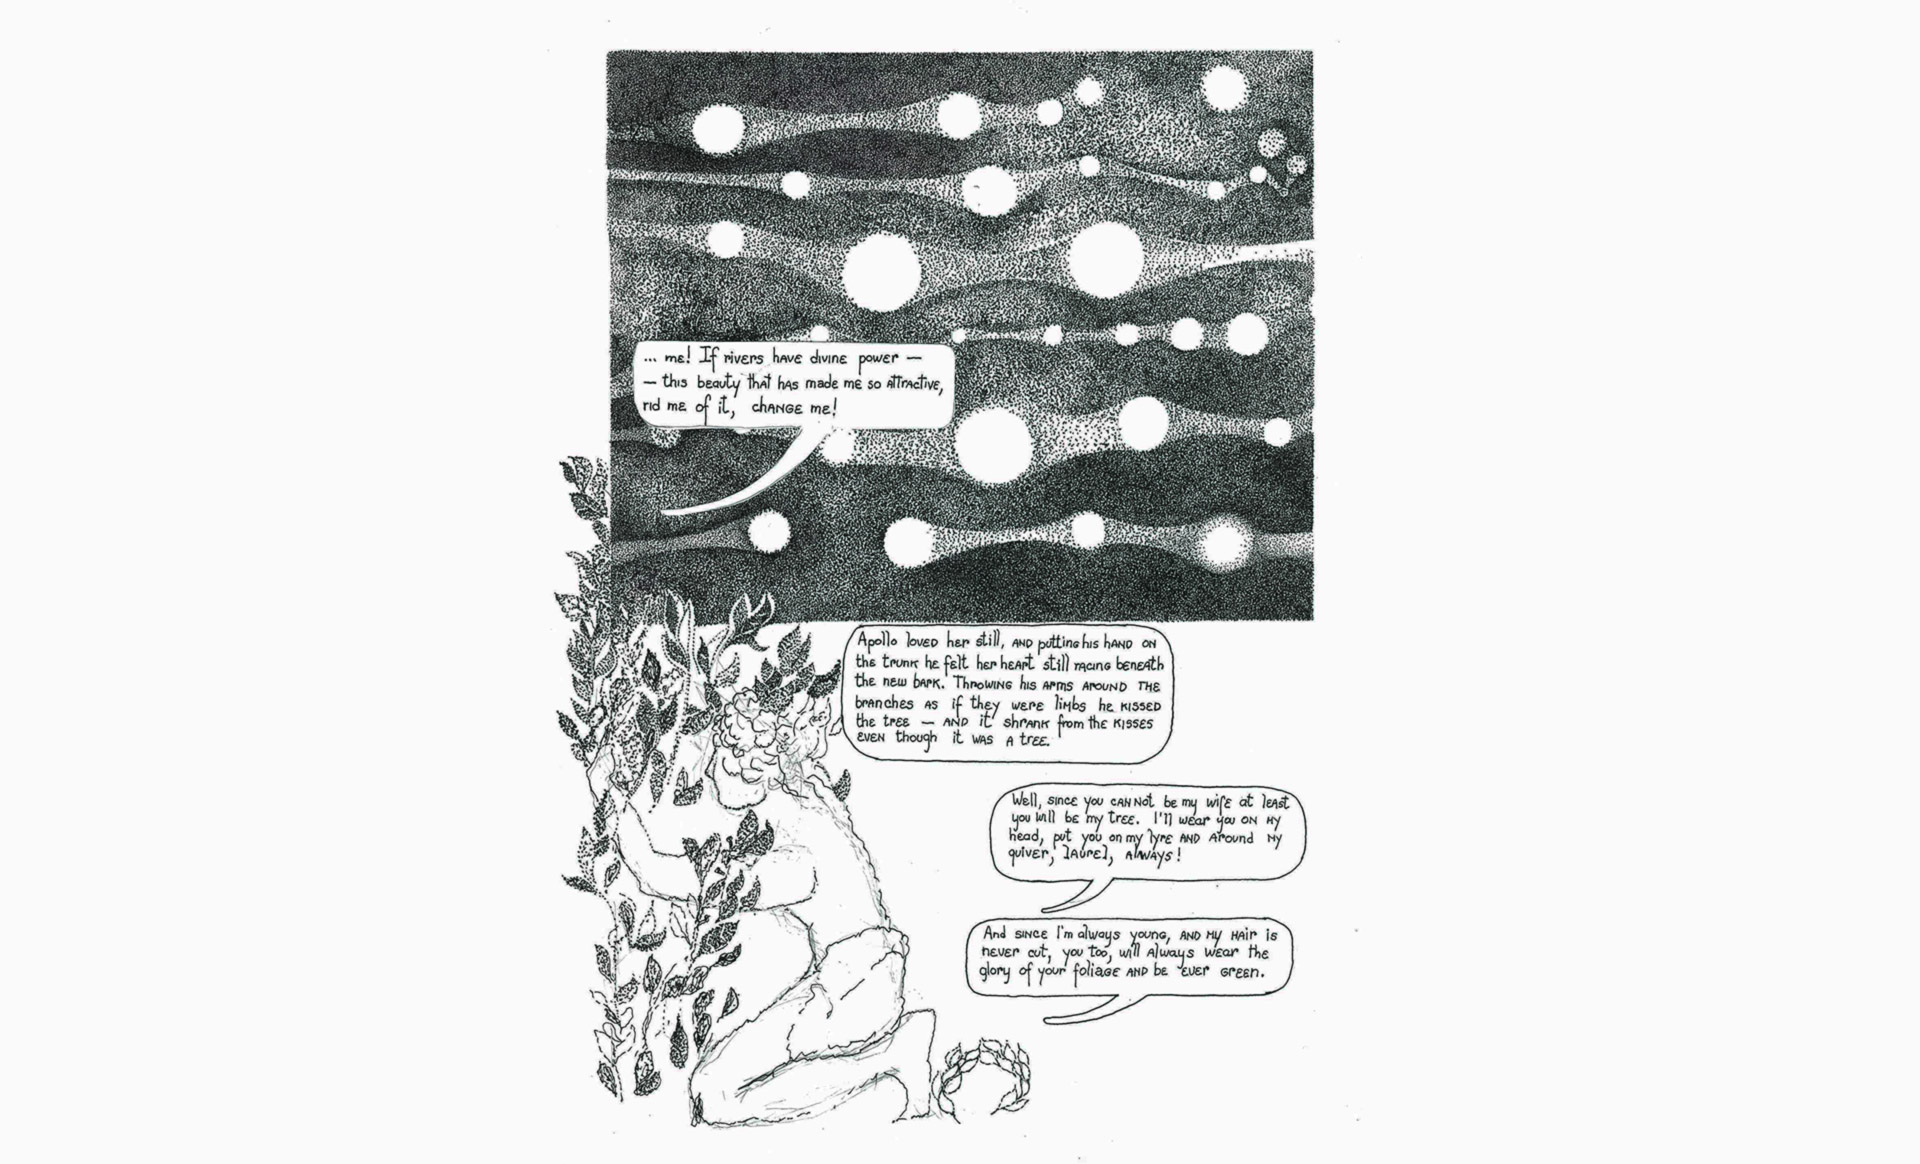 ... me! If rivers have divine power —
— this beauty that has made me so attractive,
rid me of it, change me!
Apollo loved her still, and putting his hand on
the trunk he felt her heart still racing beneath
the new bark. Throwing his arms around the
branches as if they were limbs he kissed
the tree — and it shrank from the kisses
even though it was a tree.
Well, since you cannot be my wife at least
you will be my tree. I'll wear you on my
head, put you on my lyre and around my
quiver, laurel, always!
And since I'm always young, and my hair is
never cut, you too, will always wear the
glory of your foliage and be ever green.